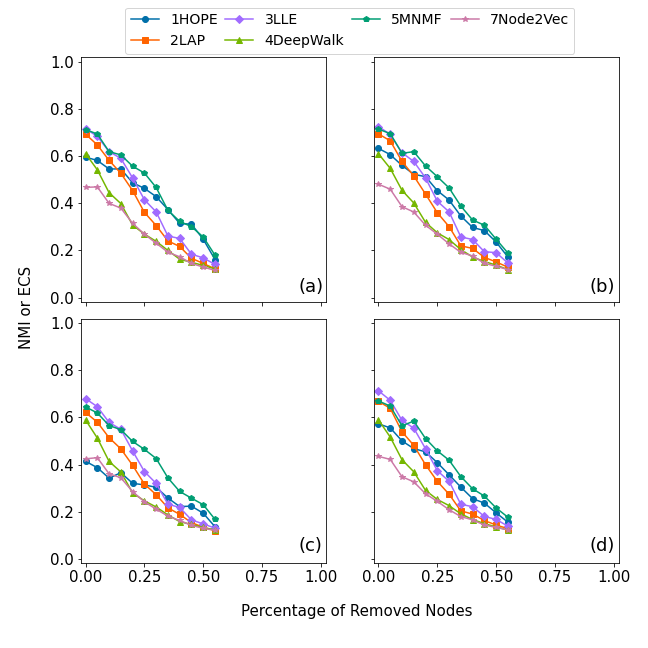 1HOPE 3LLE 5MNMF 7Node2Vec
2LAP 4DeepWalk
1.0
0.8
0.6
0.4
0.2
0.0
(a)
(b)
NMI or ECS
1.0
0.8
0.6
0.4
0.2
0.0
(c)
(d)
0.00 0.25 0.50 0.75 1.00
0.00 0.25 0.50 0.75 1.00
Percentage of Removed Nodes